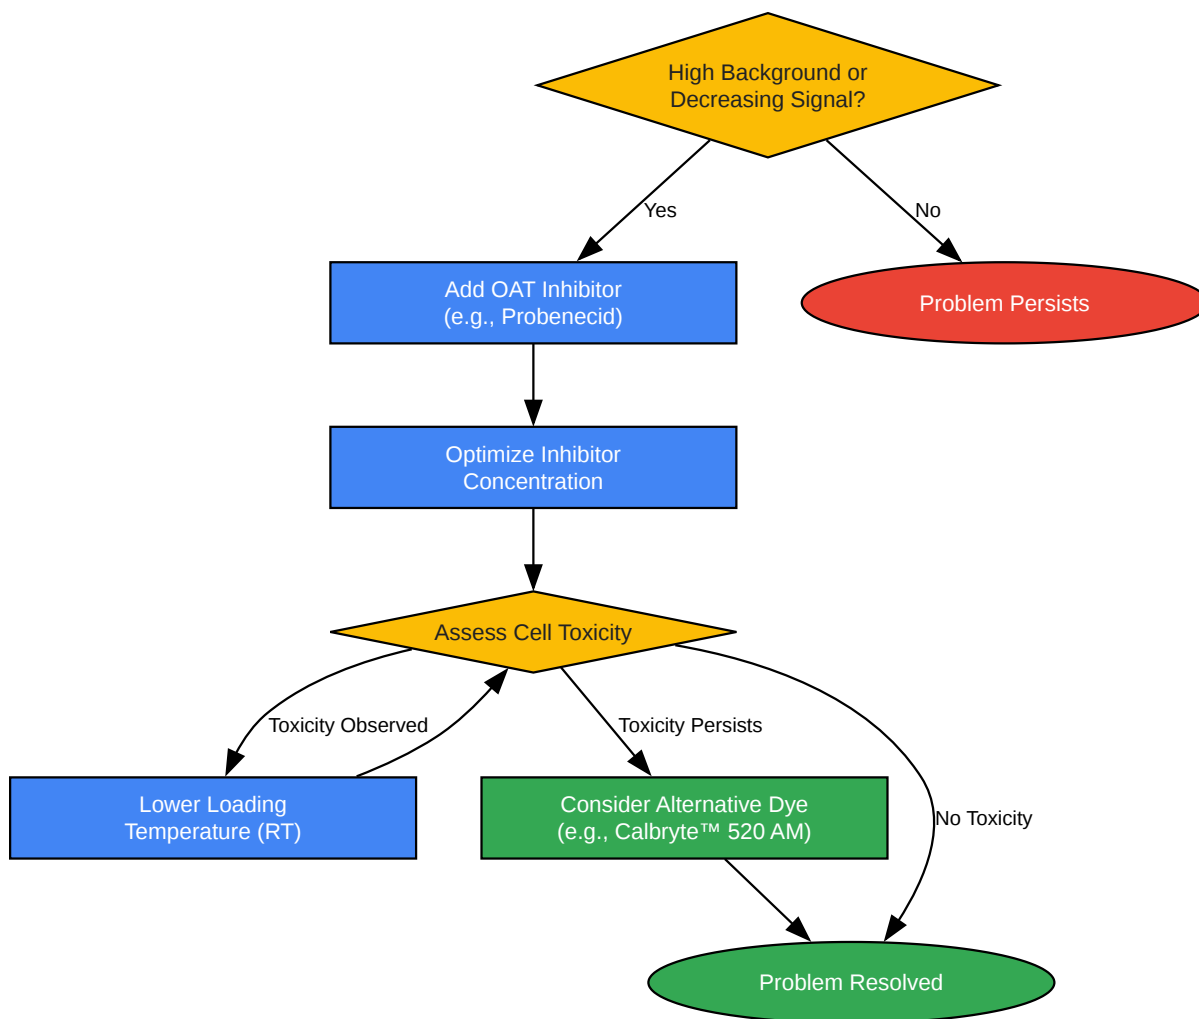 High Background or
Decreasing Signal?
Yes
No
Add OAT Inhibitor
(e.g., Probenecid)
Problem Persists
Optimize Inhibitor
Concentration
Assess Cell Toxicity
Toxicity Observed
Toxicity Persists
Lower Loading
Temperature (RT)
Consider Alternative Dye
(e.g., Calbryte™ 520 AM)
No Toxicity
Problem Resolved